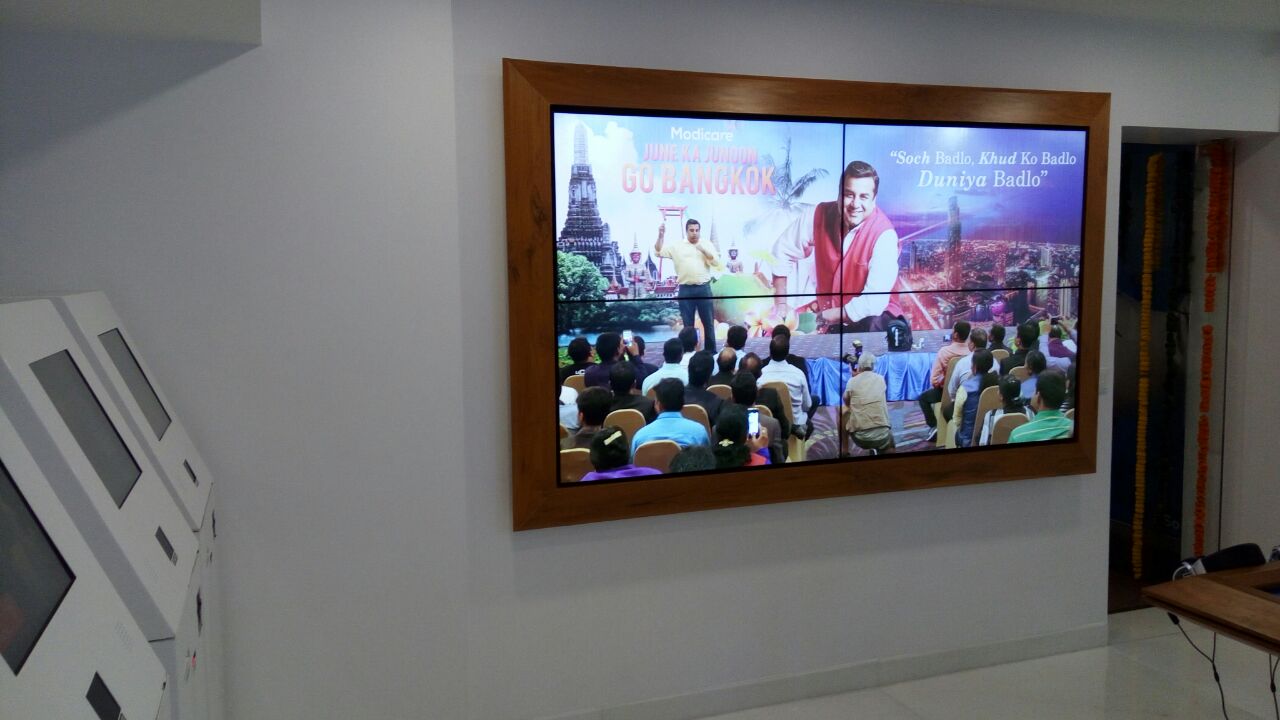 Modicare
JUNE KA JUNOON
GO BANGKOK
“Soch Badlo, Khud Ko Badlo
Duniya Badlo”